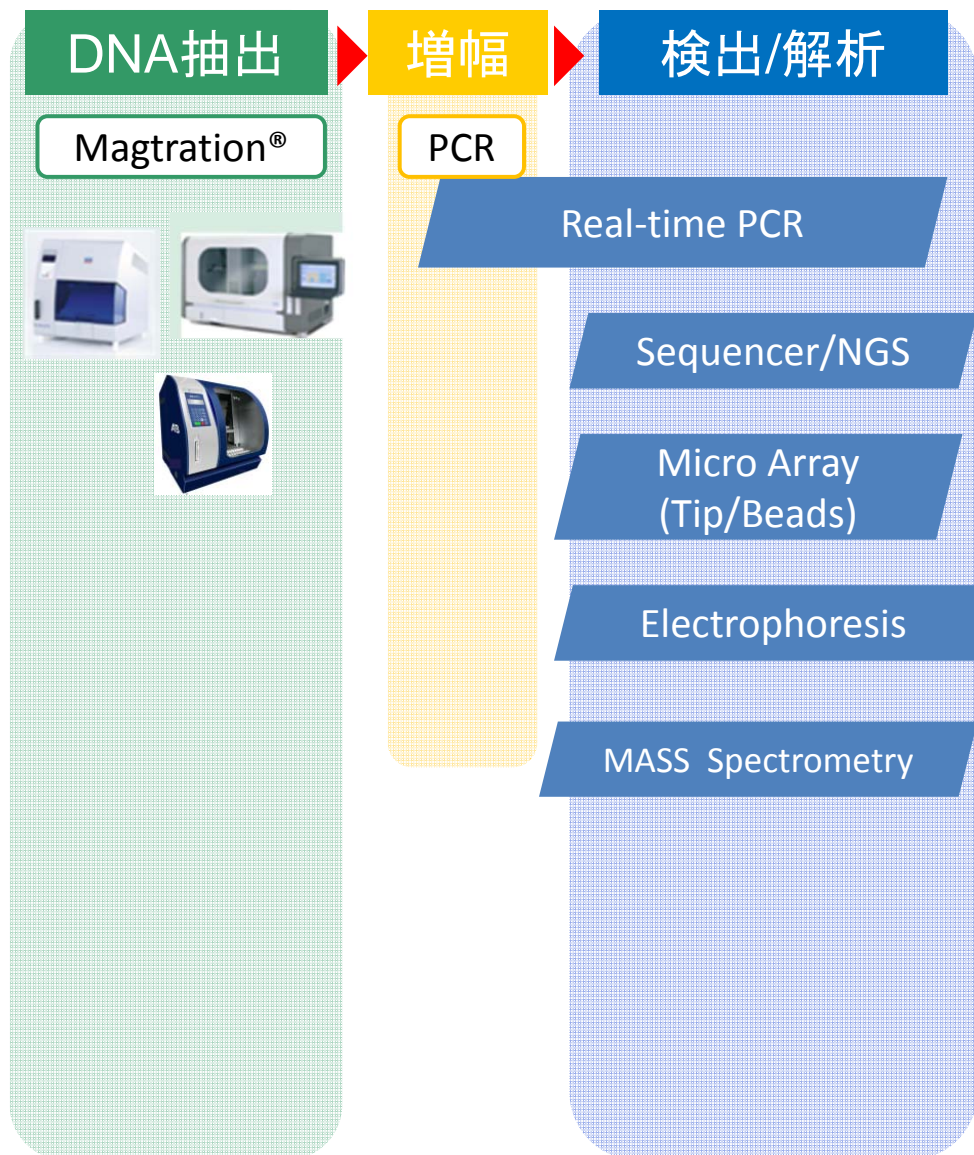 DNA抽出
増幅
検出/解析
Magtration®
PCR
Real-time PCR
Sequencer/NGS
Micro Array
(Tip/Beads)
Electrophoresis
MASS Spectrometry